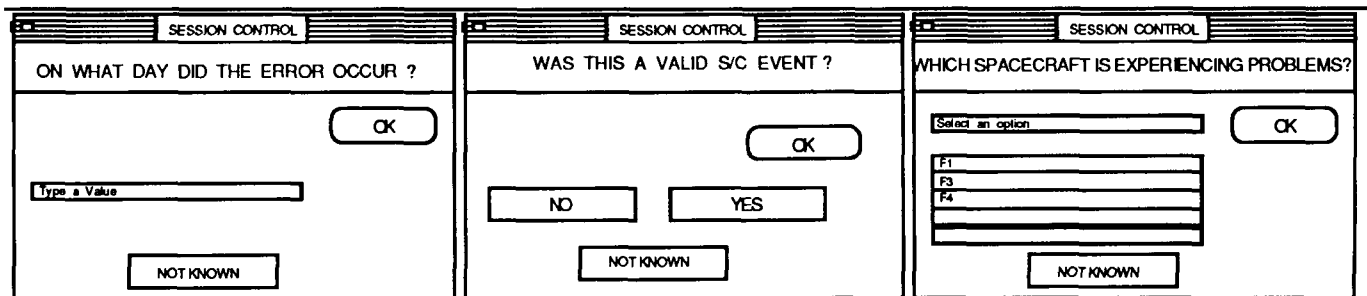 SESSION CONTROL
ON WHAT DAY DID THE ERROR OCCUR ?
OK
Type a Value
NOT KNOWN
SESSION CONTROL
WAS THIS A VALID S/C EVENT ?
OK
NO YES
NOT KNOWN
SESSION CONTROL
WHICH SPACECRAFT IS EXPERIENCING PROBLEMS?
Select an option
OK
F1
F3
F4
NOT KNOWN